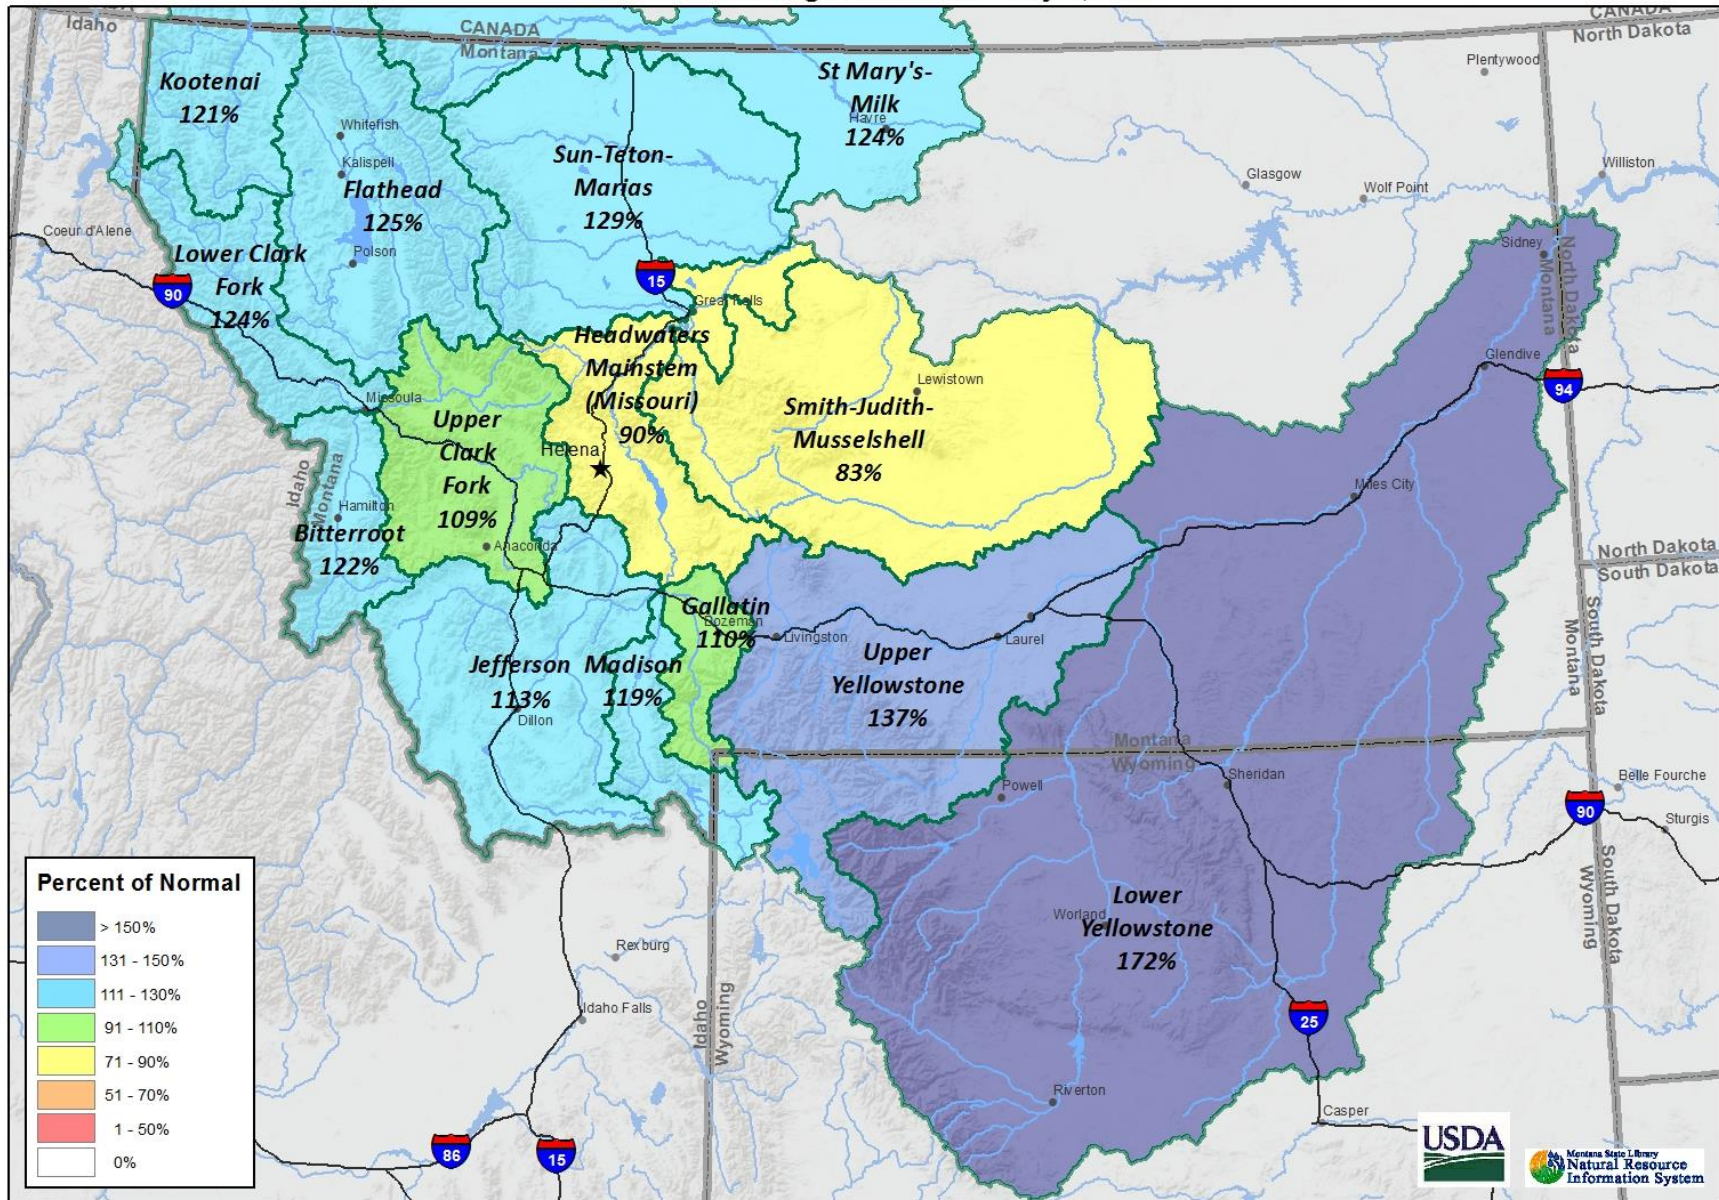 CANADA
Idaho
CANADA
Montana
CANADA
North Dakota
Kootenai
121%
Whitefish
Kalispell
Flathead
125%
Polson
Sun-Teton-
Marias
129%
St Mary's-
Milk
Havre
124%
Plentywood
Glasgow
Wolf Point
Williston
Sidney
North Dakota
Montana
Coeur d'Alene
Lower Clark
Fork
124%
90
15
Great Falls
Headwaters
Mainstem
(Missouri)
90%
Helena
Lewistown
Smith-Judith-
Musselshell
83%
Glendive
94
Missoula
Upper
Clark
Fork
109%
Anaconda
Idaho
Montana
Hamilton
Bitterroot
122%
Miles City
North Dakota
South Dakota
South Dakota
Montana
Gallatin
Bozeman
110%
Livingston
Laurel
Jefferson
113%
Dillon
Madison
119%
Upper
Yellowstone
137%
Montana
Wyoming
Powell
Sheridan
Belle Fourche
90
Sturgis
South Dakota
Wyoming
Lower
Worland
Yellowstone
172%
Rexburg
Idaho Falls
Idaho
Wyoming
25
Riverton
Casper
86
15
Percent of Normal
> 150%
131 - 150%
111 - 130%
91 - 110%
71 - 90%
51 - 70%
1 - 50%
0%
USDA
Montana State Library
Natural Resource
Information System